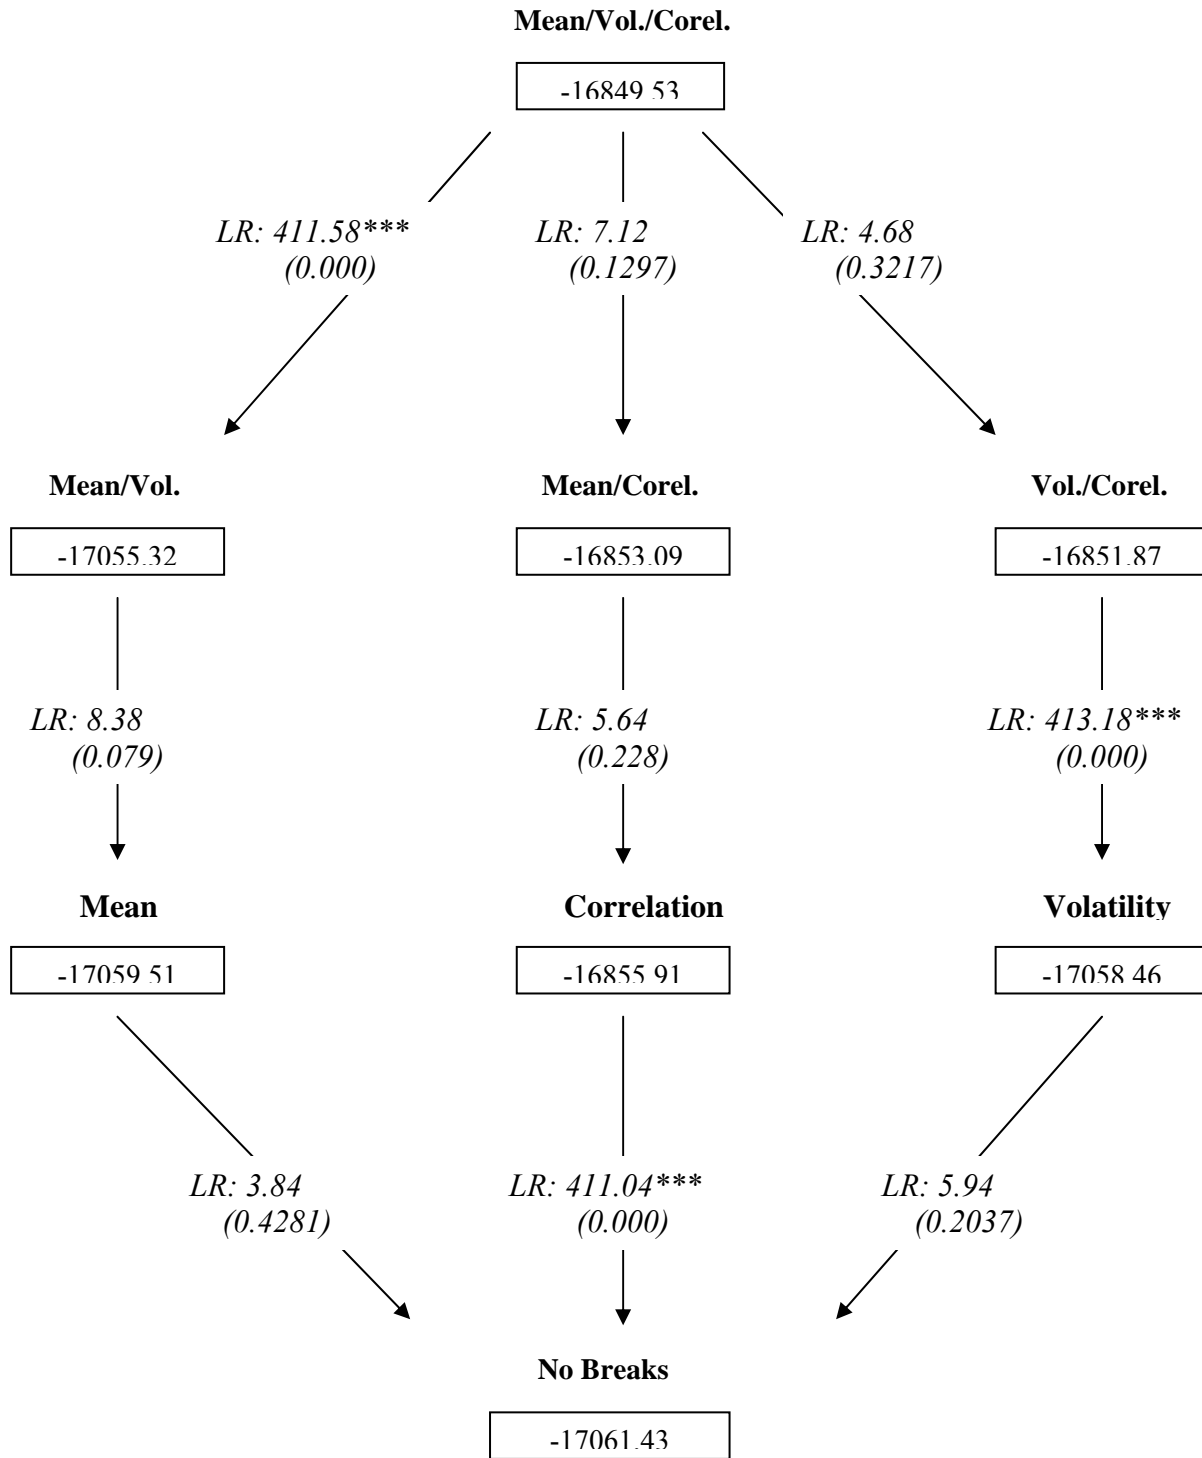 Mean/Vol./Corel.
-16849.53
LR: 411.58*** LR: 7.12 LR: 4.68
(0.000) (0.1297) (0.3217)
Mean/Vol. Mean/Corel. Vol./Corel.
-17055.32 -16853.09 -16851.87
LR: 8.38 LR: 5.64 LR: 413.18***
(0.079) (0.228) (0.000)
Mean Correlation Volatility
-17059.51 -16855.91 -17058.46
LR: 3.84 LR: 411.04*** LR: 5.94
(0.4281) (0.000) (0.2037)
No Breaks
-17061.43